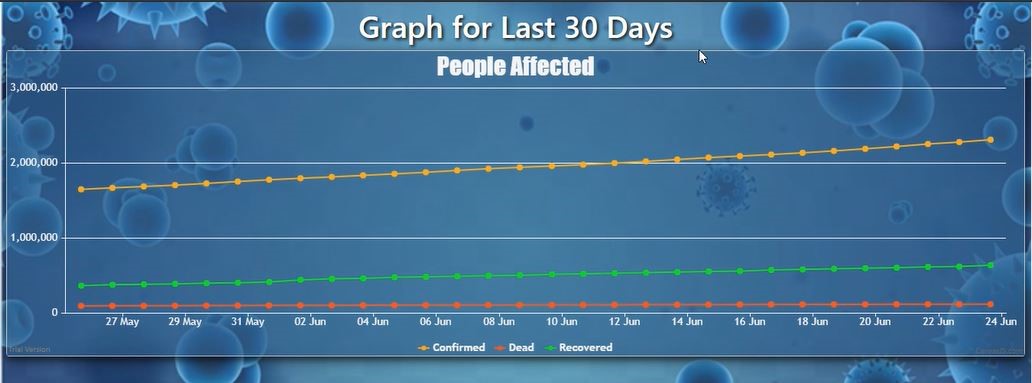 Graph for Last 30 Days
People Affected
3,000,000
2,000,000
1,000,000
0
27 May 29 May 31 May 02 Jun 04 Jun 06 Jun 08 Jun 10 Jun 12 Jun 14 Jun 16 Jun 18 Jun 20 Jun 22 Jun 24 Jun
Confirmed Dead Recovered
Trial Version CanvasJS.com